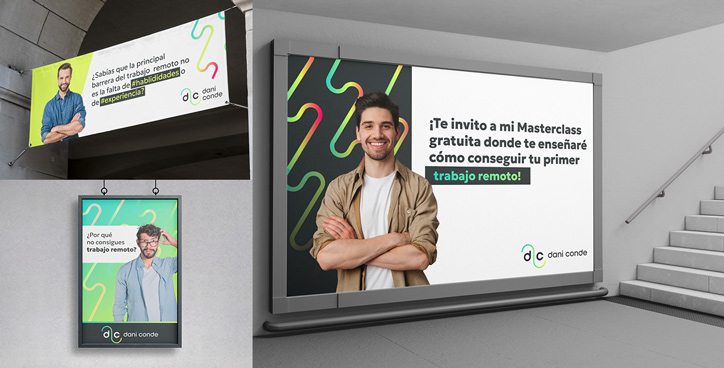 ¿Sabías que la principal
barrera del trabajo remoto no
es la falta de #habilididades o
de #experiencia?
d c dani
conde
¿Por qué
no consigues
trabajo remoto?
d c dani conde
¡Te invito a mi Masterclass
gratuita donde te enseñaré
cómo conseguir tu primer
trabajo remoto!
d c dani conde